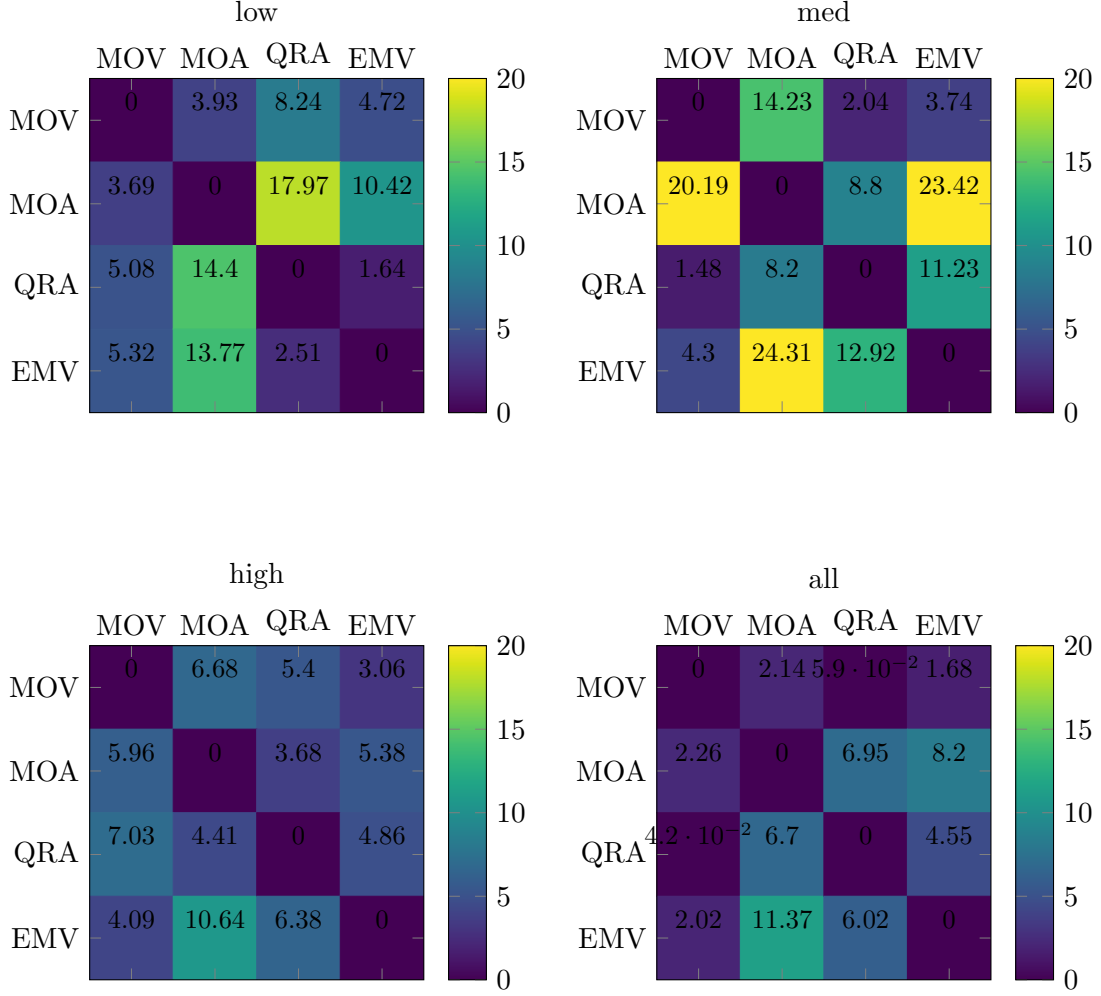 low
MOV MOA QRA EMV
20
MOV 0 3.93 8.24 4.72
15
MOA 3.69 0 17.97 10.42
10
QRA 5.08 14.4 0 1.64
5
EMV 5.32 13.77 2.51 0
0
med
MOV MOA QRA EMV
20
MOV 0 14.23 2.04 3.74
15
MOA 20.19 0 8.8 23.42
10
QRA 1.48 8.2 0 11.23
5
EMV 4.3 24.31 12.92 0
0
high
MOV MOA QRA EMV
20
MOV 0 6.68 5.4 3.06
15
MOA 5.96 0 3.68 5.38
10
QRA 7.03 4.41 0 4.86
5
EMV 4.09 10.64 6.38 0
0
all
MOV MOA QRA EMV
20
MOV 0 2.14 5.9 · 10⁻² 1.68
15
MOA 2.26 0 6.95 8.2
10
QRA 4.2 · 10⁻² 6.7 0 4.55
5
EMV 2.02 11.37 6.02 0
0